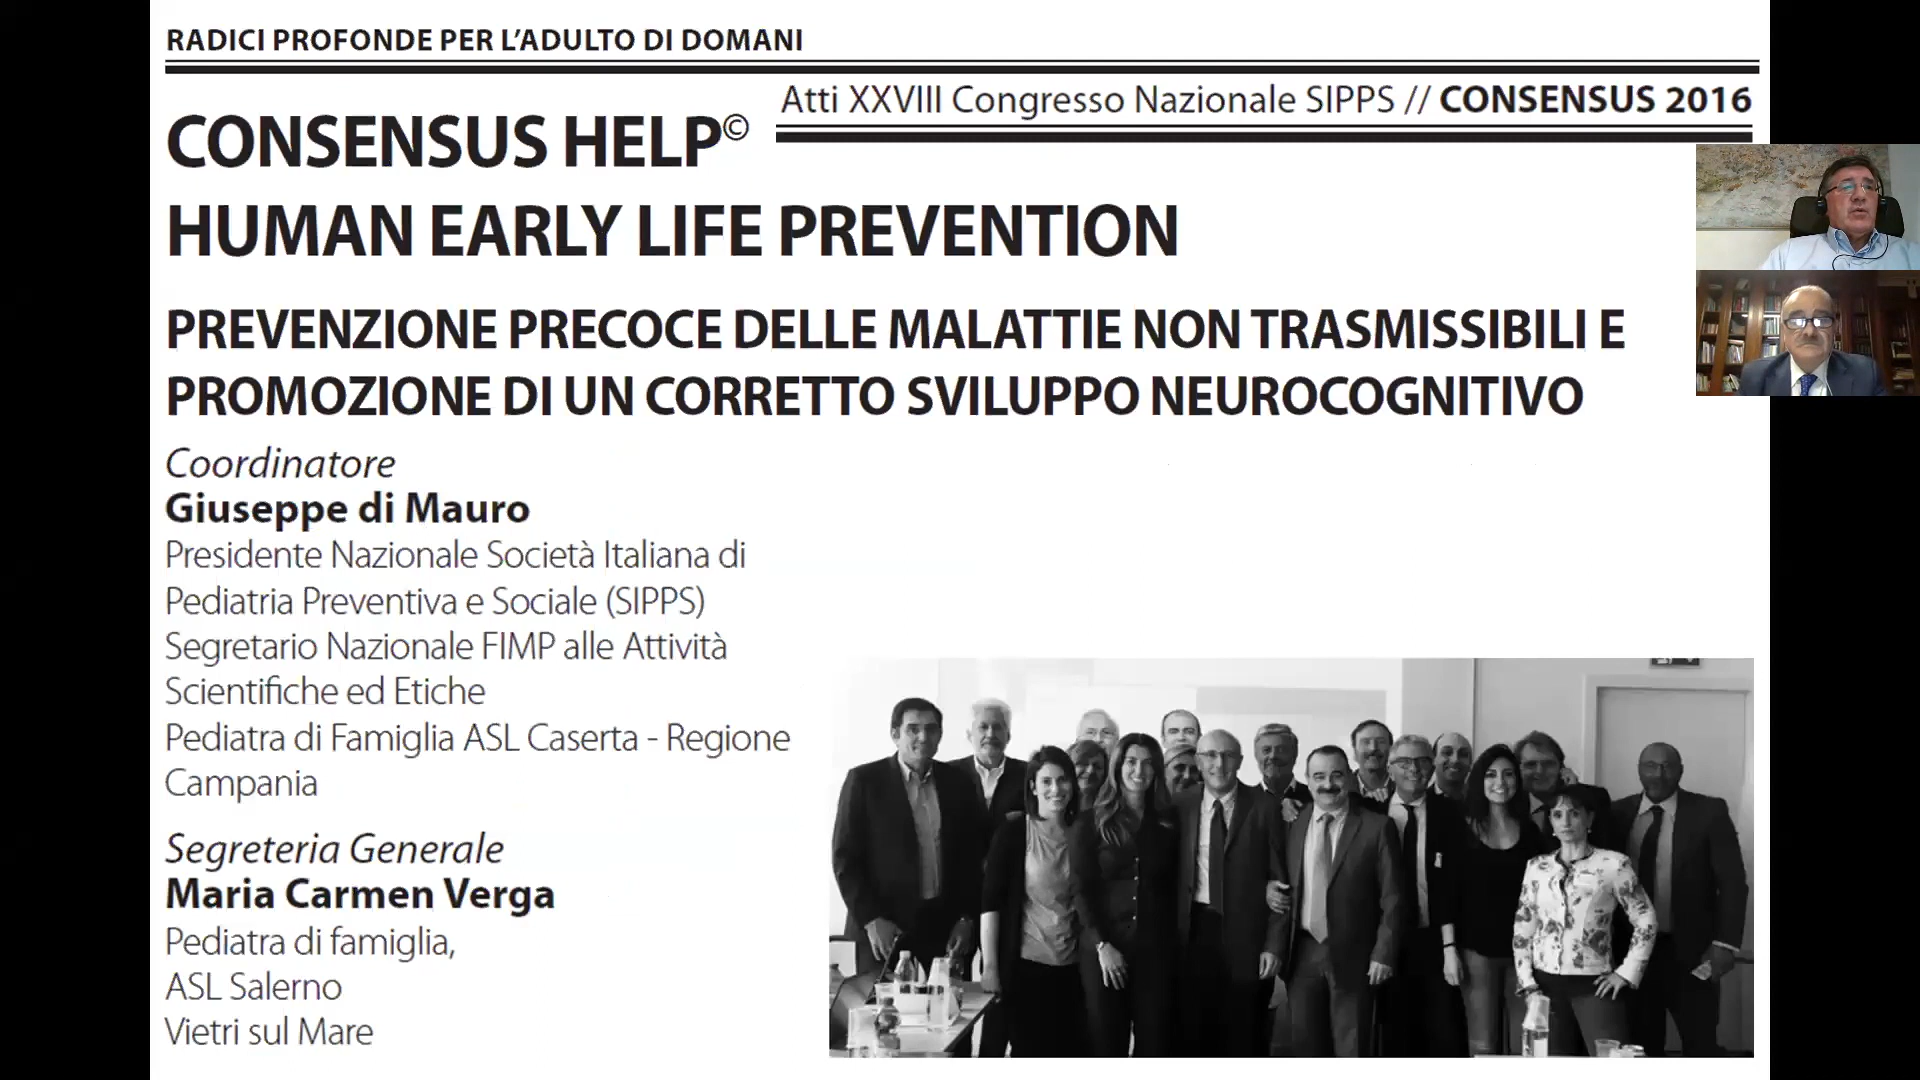 RADICI PROFONDE PER L'ADULTO DI DOMANI
Atti XXVIII Congresso Nazionale SIPPS // CONSENSUS 2016
CONSENSUS HELP©
HUMAN EARLY LIFE PREVENTION
PREVENZIONE PRECOCE DELLE MALATTIE NON TRASMISSIBILI E
PROMOZIONE DI UN CORRETTO SVILUPPO NEUROCOGNITIVO
Coordinatore
Giuseppe di Mauro
Presidente Nazionale Società Italiana di
Pediatria Preventiva e Sociale (SIPPS)
Segretario Nazionale FIMP alle Attività
Scientifiche ed Etiche
Pediatra di Famiglia ASL Caserta - Regione
Campania
Segreteria Generale
Maria Carmen Verga
Pediatra di famiglia,
ASL Salerno
Vietri sul Mare